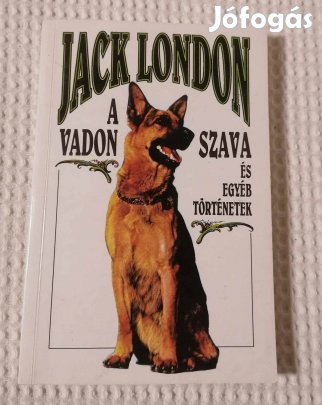 Jófogás
JACK LONDON
A
VADON SZAVA
ÉS
EGYÉB
TÖRTÉNETEK